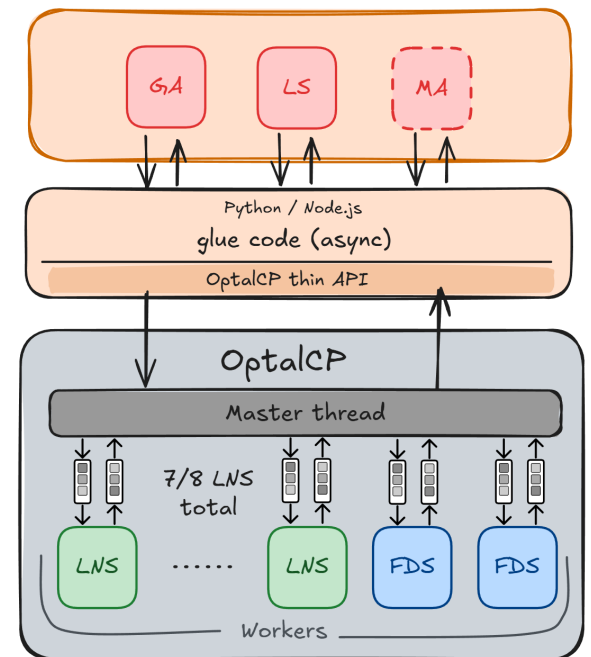 GA
LS
MA
Python / Node.js
glue code (async)
OptalCP thin API
OptalCP
Master thread
7/8 LNS
total
LNS
......
LNS
FDS
FDS
Workers